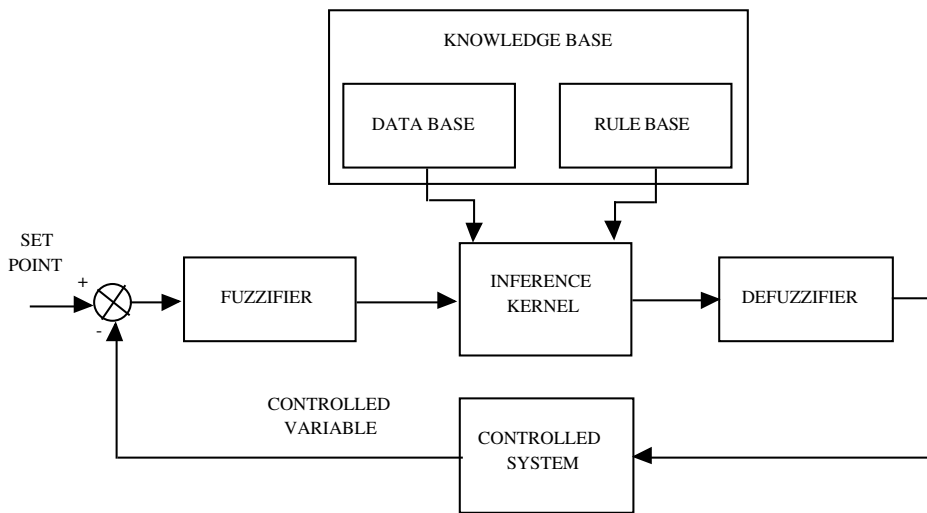 KNOWLEDGE BASE
DATA BASE
RULE BASE
SET
POINT
+
-
FUZZIFIER
INFERENCE
KERNEL
DEFUZZIFIER
CONTROLLED
VARIABLE
CONTROLLED
SYSTEM